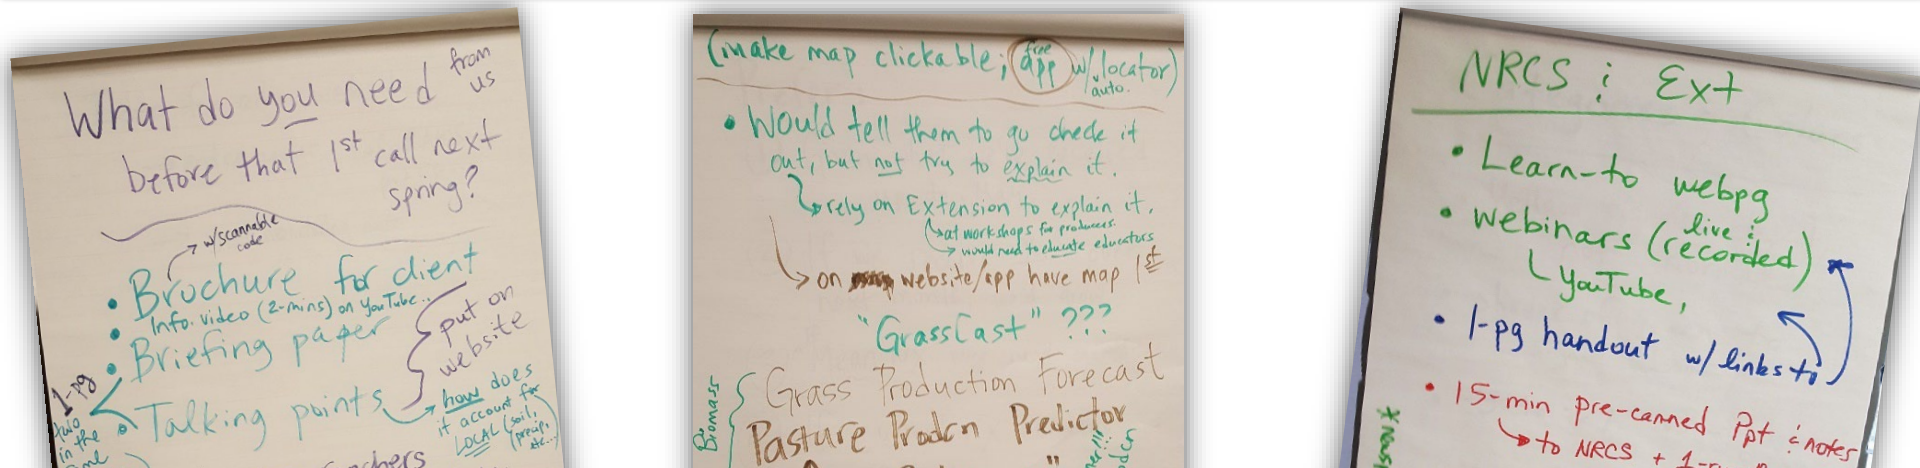 What do you need from us
before that 1st call next
spring?
w/scannable
code
• Brochure for client
• Info. video (2-mins) on YouTube...
• Briefing paper
put on
website
1-pg
• Talking points
how does
it account for
LOCAL (soil,
precip,
etc...)
two
in the
(make map clickable; free app w/ auto. locator)
• Would tell them to go check it
out, but not try to explain it.
rely on Extension to explain it.
at workshops for producers.
would need to educate educators
on website/app have map 1st
"GrassCast" ???
Biomass
Grass Production Forecast
Pasture Prodcn Predictor
NRCS & Ext
• Learn-to webpg
• webinars (live & recorded)
YouTube,
• 1-pg handout w/ links to
• 15-min pre-canned Ppt & notes
to NRCS +